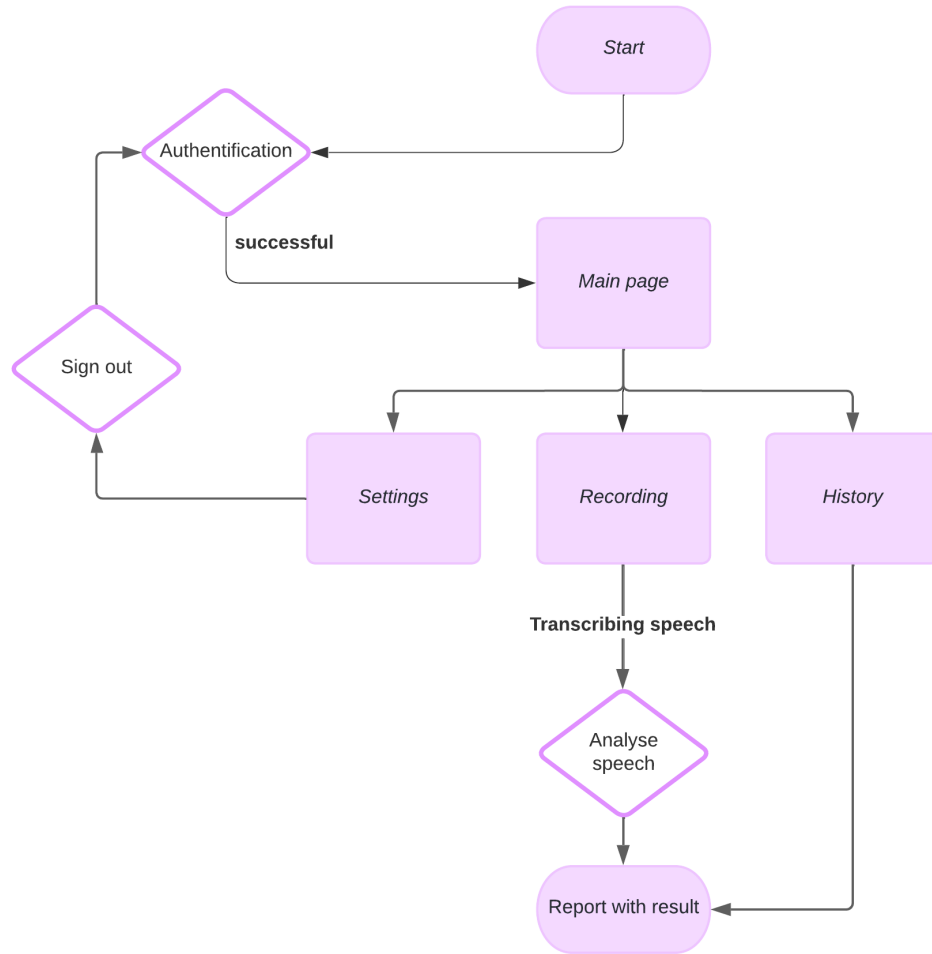 Start
Authentification
successful
Main page
Sign out
Settings
Recording
History
Transcribing speech
Analyse
speech
Report with result